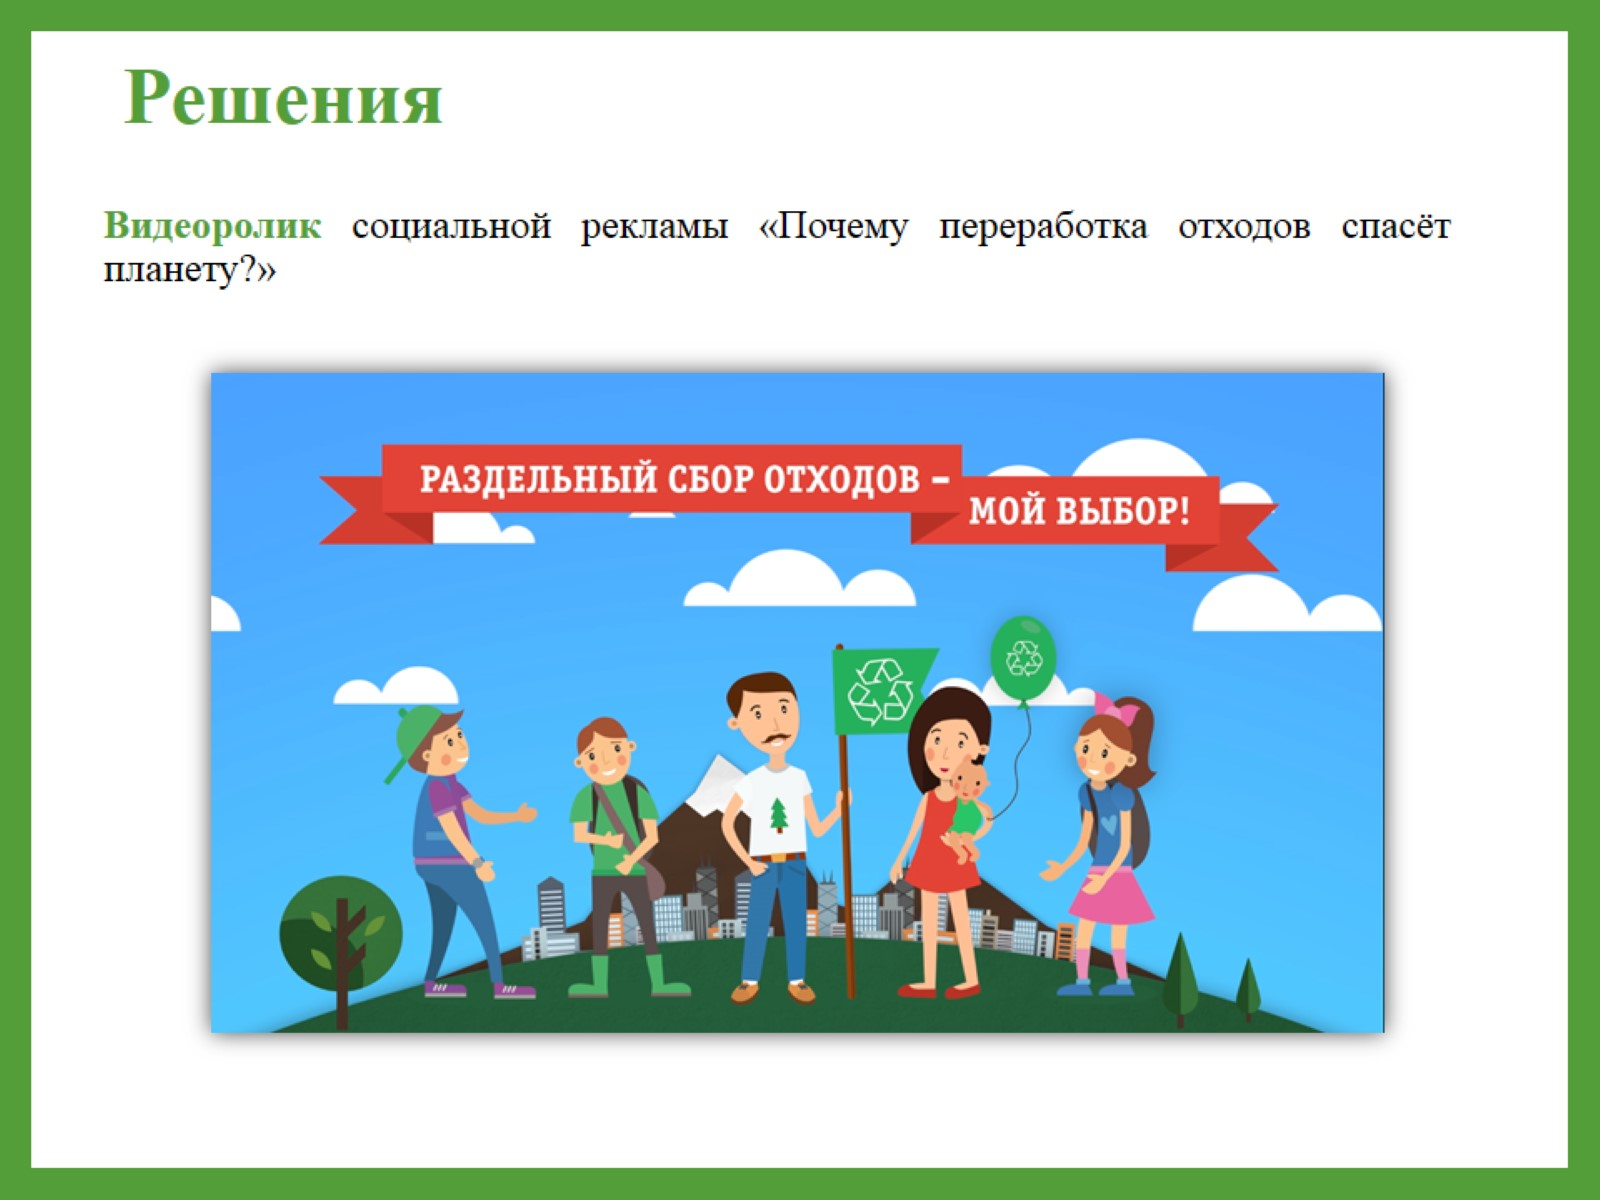 Решения
Видеоролик социальной рекламы «Почему переработка отходов спасёт
планету?»
РАЗДЕЛЬНЫЙ СБОР ОТХОДОВ –
МОЙ ВЫБОР!